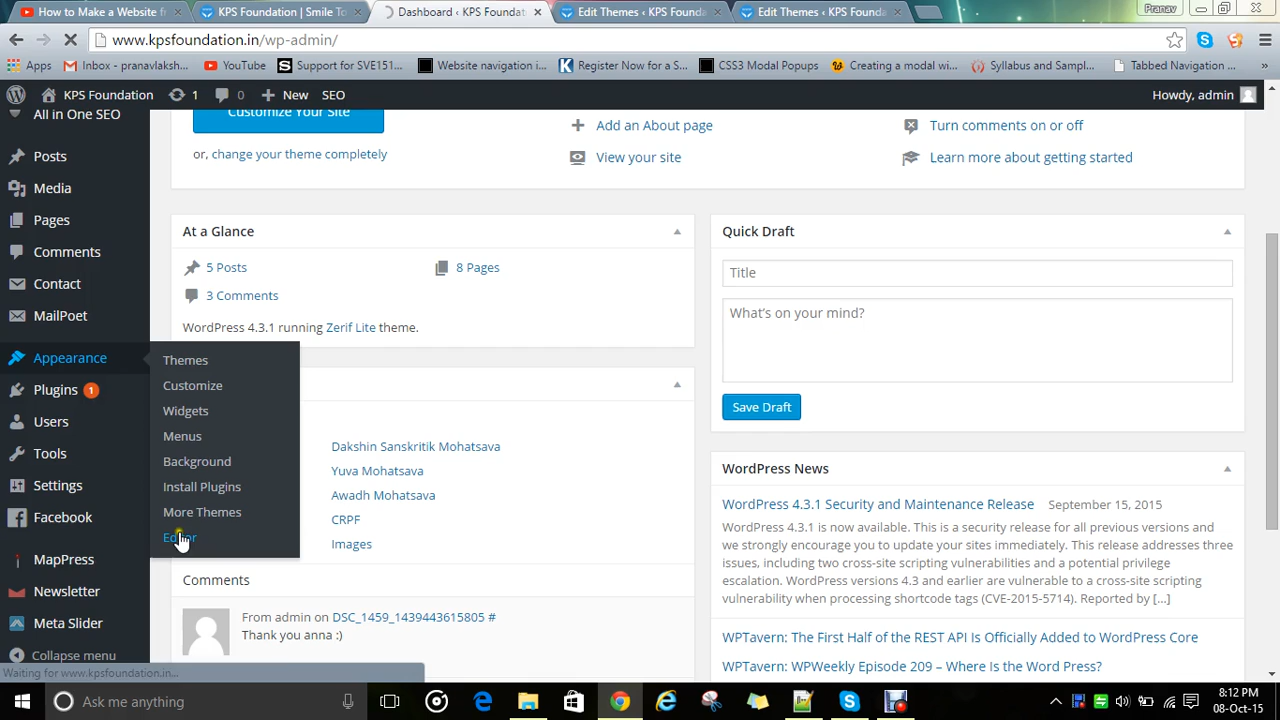 How to Make a Website fr
KPS Foundation | Smile To
Dashboard ‹ KPS Foundat
Edit Themes ‹ KPS Founda
Edit Themes ‹ KPS Founda
Pranav
www.kpsfoundation.in/wp-admin/
Apps
Inbox - pranavlaksh...
YouTube
Support for SVE151...
Website navigation i...
Register Now for a S...
CSS3 Modal Popups
Creating a modal wi...
Syllabus and Sampl...
Tabbed Navigation ...
KPS Foundation
1
0
New
SEO
Howdy, admin
All in One SEO
Posts
Media
Pages
Comments
Contact
MailPoet
Appearance
Plugins 1
Users
Tools
Settings
Facebook
MapPress
Newsletter
Meta Slider
Collapse menu
Themes
Customize
Widgets
Menus
Background
Install Plugins
More Themes
Editor
Customize Your Site
or, change your theme completely
Add an About page
View your site
Turn comments on or off
Learn more about getting started
At a Glance
5 Posts
8 Pages
3 Comments
WordPress 4.3.1 running Zerif Lite theme.
Dakshin Sanskritik Mohatsava
Yuva Mohatsava
Awadh Mohatsava
CRPF
Images
Comments
From admin on DSC_1459_1439443615805 #
Thank you anna :)
Quick Draft
Title
What's on your mind?
Save Draft
WordPress News
WordPress 4.3.1 Security and Maintenance Release September 15, 2015
WordPress 4.3.1 is now available. This is a security release for all previous versions and
we strongly encourage you to update your sites immediately. This release addresses three
issues, including two cross-site scripting vulnerabilities and a potential privilege
escalation. WordPress versions 4.3 and earlier are vulnerable to a cross-site scripting
vulnerability when processing shortcode tags (CVE-2015-5714). Reported by […]
WPTavern: The First Half of the REST API Is Officially Added to WordPress Core
WPTavern: WPWeekly Episode 209 – Where Is the Word Press?
Waiting for www.kpsfoundation.in...
Ask me anything
8:12 PM
08-Oct-15